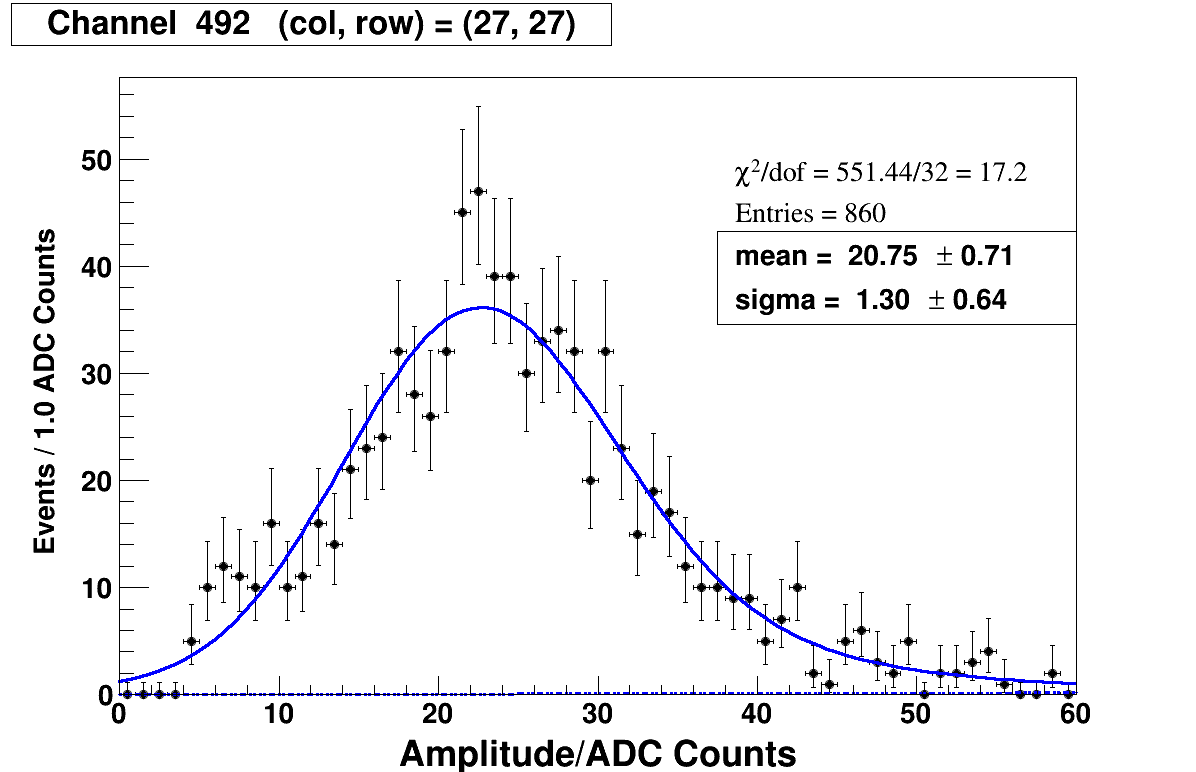 Channel 492 (col, row) = (27, 27)
50
40
30
20
10
0
Events / 1.0 ADC Counts
χ²/dof = 551.44/32 = 17.2
Entries = 860
mean = 20.75 ± 0.71
sigma = 1.30 ± 0.64
0 10 20 30 40 50 60
Amplitude/ADC Counts